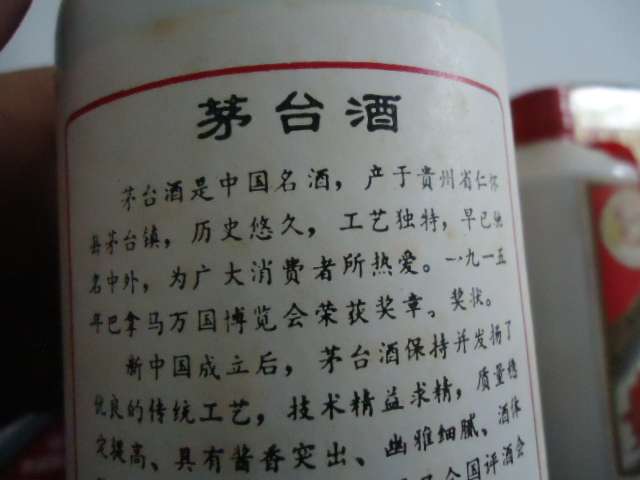 茅台酒
茅台酒是中国名酒，产于贵州省仁怀
县茅台镇，历史悠久，工艺独特，早已驰
名中外，为广大消费者所热爱。一九一五
年巴拿马万国博览会荣获奖章、奖状。
新中国成立后，茅台酒保持并发扬了
优良的传统工艺，技术精益求精，质量稳
定提高、具有酱香突出、幽雅细腻、酒体
全国评酒会